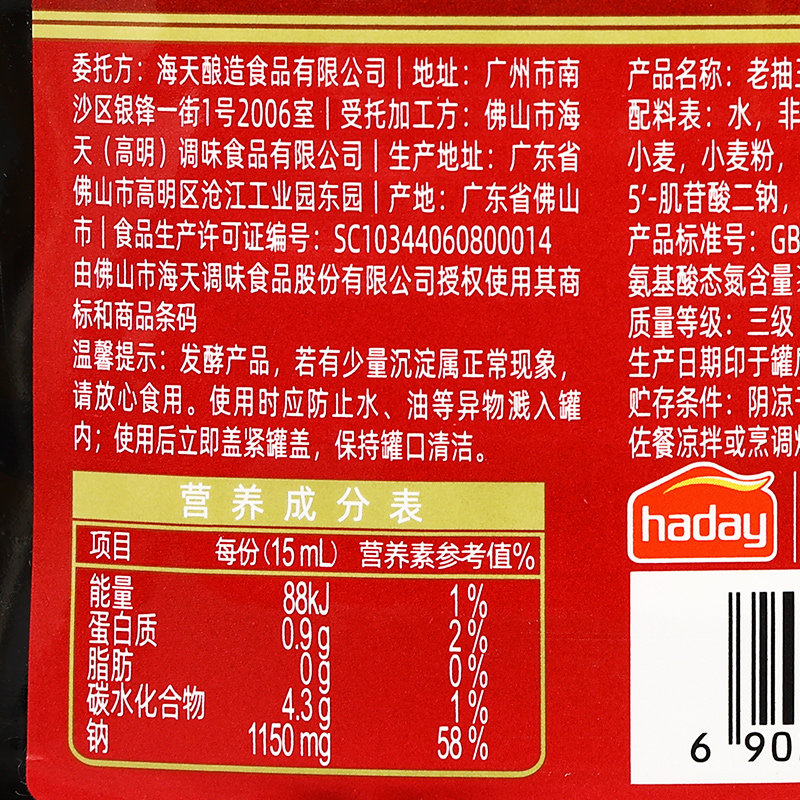 委托方：海天酿造食品有限公司｜地址：广州市南
沙区银锋一街1号2006室｜受托加工方：佛山市海
天（高明）调味食品有限公司｜生产地址：广东省
佛山市高明区沧江工业园东园｜产地：广东省佛山
市｜食品生产许可证编号：SC10344060800014
由佛山市海天调味食品股份有限公司授权使用其商
标和商品条码
温馨提示：发酵产品，若有少量沉淀属正常现象，
请放心食用。使用时应防止水、油等异物溅入罐
内；使用后立即盖紧罐盖，保持罐口清洁。
营养成分表
项目 每份(15mL) 营养素参考值%
能量 88kJ 1%
蛋白质 0.9g 2%
脂肪 0g 0%
碳水化合物 4.3g 1%
钠 1150mg 58%
产品名称：老抽
配料表：水，非
小麦，小麦粉，
5′-肌苷酸二钠，
产品标准号：GB
氨基酸态氮含量
质量等级：三级
生产日期印于罐
贮存条件：阴凉
佐餐凉拌或烹调
haday
6 90